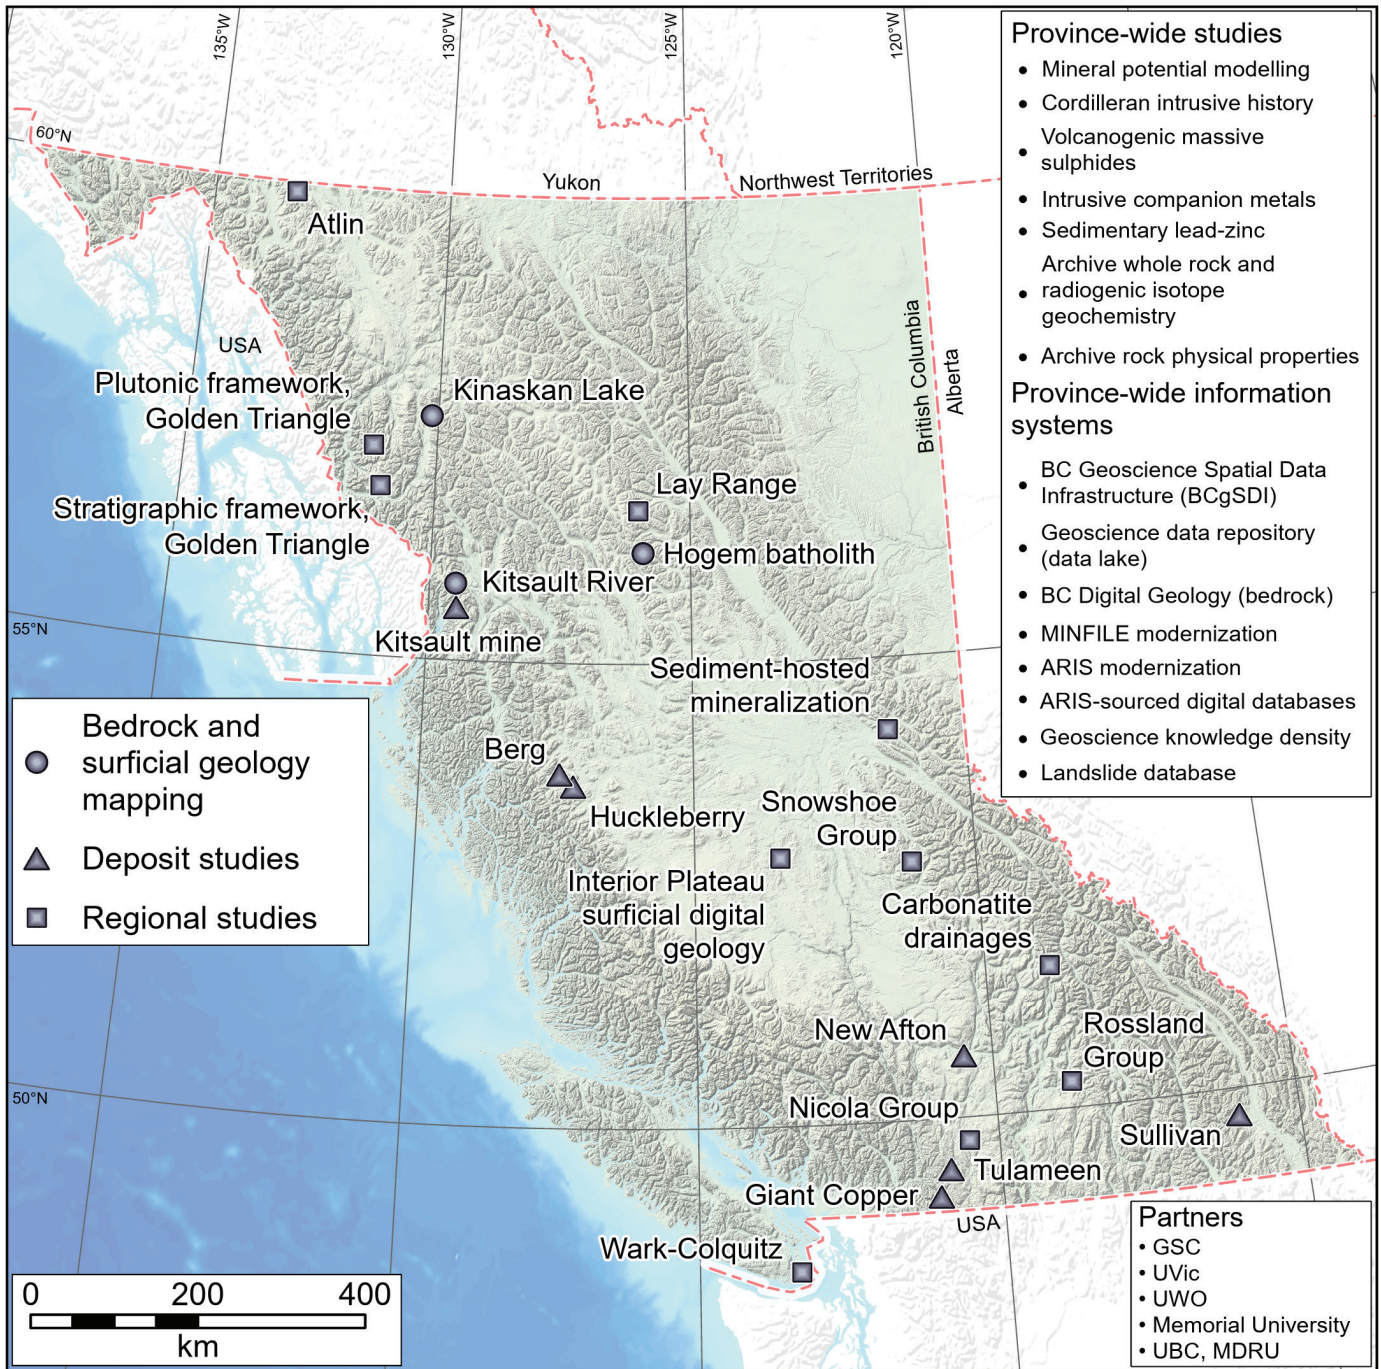 135°W
130°W
125°W
120°W
60°N
Yukon
Northwest Territories
Atlin
USA
British Columbia
Alberta
Plutonic framework,
Golden Triangle
Kinaskan Lake
Stratigraphic framework,
Golden Triangle
Lay Range
Hogem batholith
Kitsault River
Kitsault mine
55°N
Sediment-hosted
mineralization
Berg
Huckleberry
Snowshoe
Group
Interior Plateau
surficial digital
geology
Carbonatite
drainages
New Afton
Rossland
Group
50°N
Nicola Group
Sullivan
Tulameen
Giant Copper
USA
Wark-Colquitz
Province-wide studies
• Mineral potential modelling
• Cordilleran intrusive history
• Volcanogenic massive
sulphides
• Intrusive companion metals
• Sedimentary lead-zinc
• Archive whole rock and
radiogenic isotope
geochemistry
• Archive rock physical properties
Province-wide information
systems
• BC Geoscience Spatial Data
Infrastructure (BCgSDI)
• Geoscience data repository
(data lake)
• BC Digital Geology (bedrock)
• MINFILE modernization
• ARIS modernization
• ARIS-sourced digital databases
• Geoscience knowledge density
• Landslide database
Bedrock and
surficial geology
mapping
Deposit studies
Regional studies
0 200 400
km
Partners
• GSC
• UVic
• UWO
• Memorial University
• UBC, MDRU